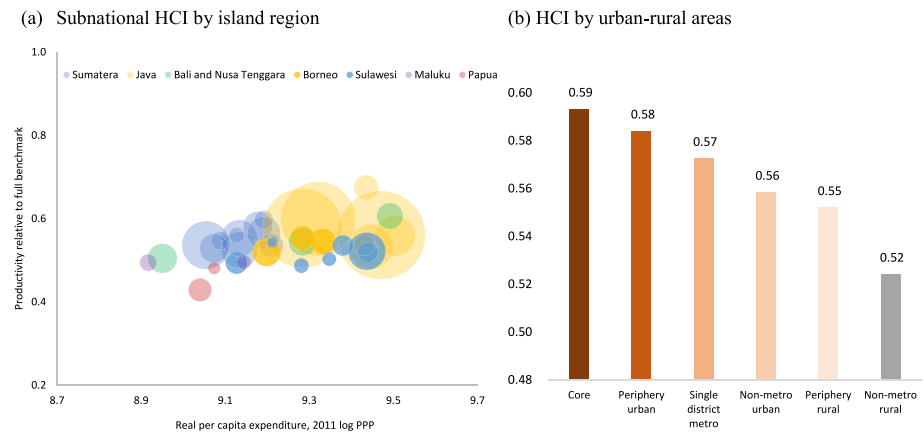 (a) Subnational HCI by island region
1.0
Sumatera Java Bali and Nusa Tenggara Borneo Sulawesi Maluku Papua
0.8
0.6
0.4
0.2
Productivity relative to full benchmark
8.7 8.9 9.1 9.3 9.5 9.7
Real per capita expenditure, 2011 log PPP
(b) HCI by urban-rural areas
0.60
0.58
0.56
0.54
0.52
0.50
0.48
0.59
0.58
0.57
0.56
0.55
0.52
Core
Periphery
urban
Single
district
metro
Non-metro
urban
Periphery
rural
Non-metro
rural